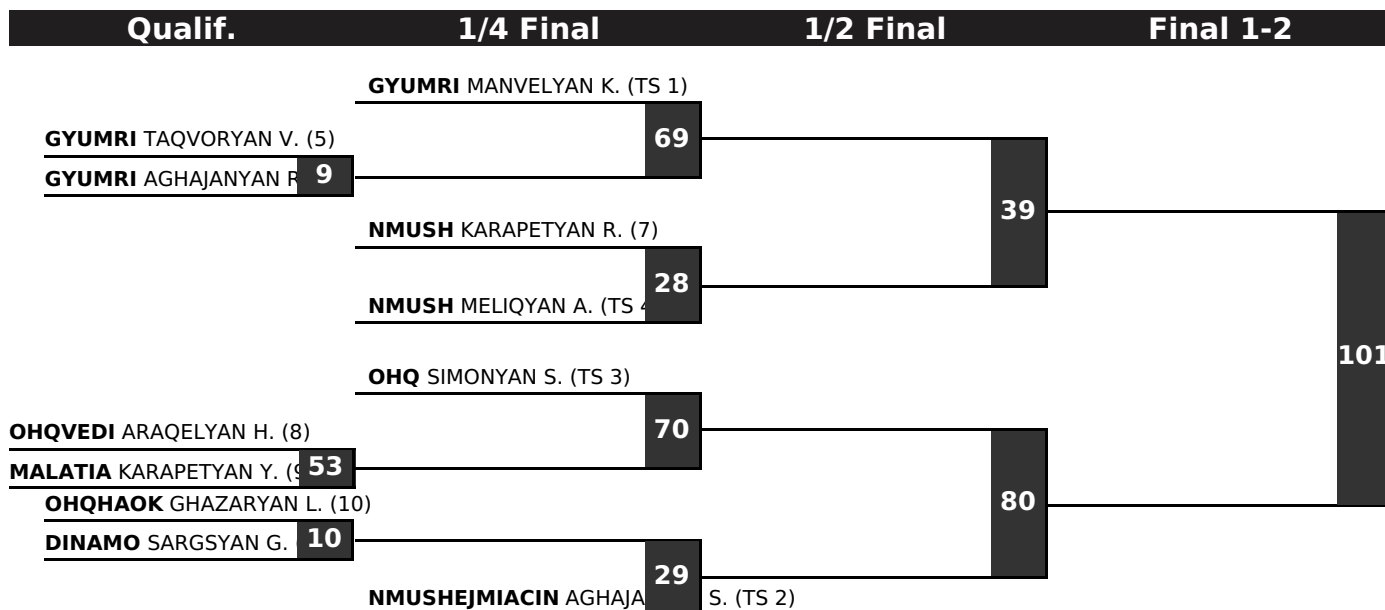 Qualif. 1/4 Final 1/2 Final Final 1-2
GYUMRI MANVELYAN K. (TS 1)
69
GYUMRI TAQVORYAN V. (5)
9
GYUMRI AGHAJANYAN
39
NMUSH KARAPETYAN R. (7)
28
NMUSH MELIQYAN A. (TS
101
OHQ SIMONYAN S. (TS 3)
70
OHQVEDI ARAQELYAN H. (8)
53
MALATIA KARAPETYAN Y.
OHQHAOK GHAZARYAN L. (10)
80
10
DINAMO SARGSYAN G.
29
NMUSHEJMIACIN S. (TS 2)